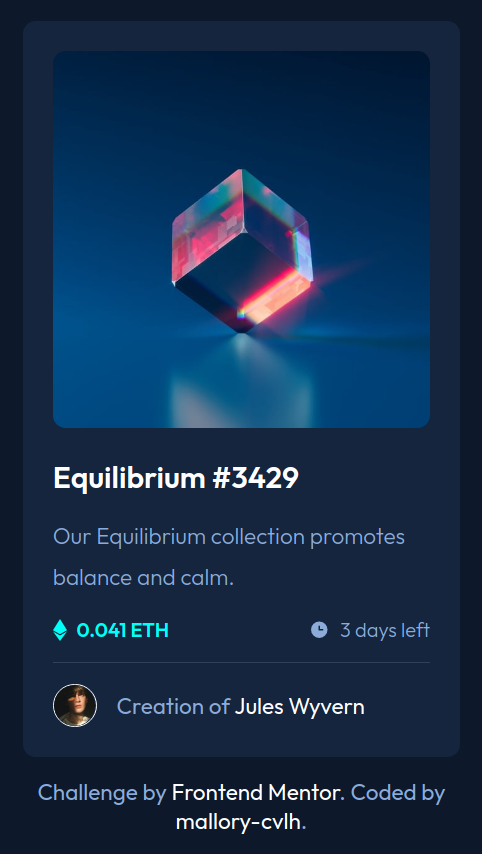 Equilibrium #3429
Our Equilibrium collection promotes
balance and calm.
0.041 ETH
3 days left
Creation of Jules Wyvern
Challenge by Frontend Mentor. Coded by
mallory-cvlh.